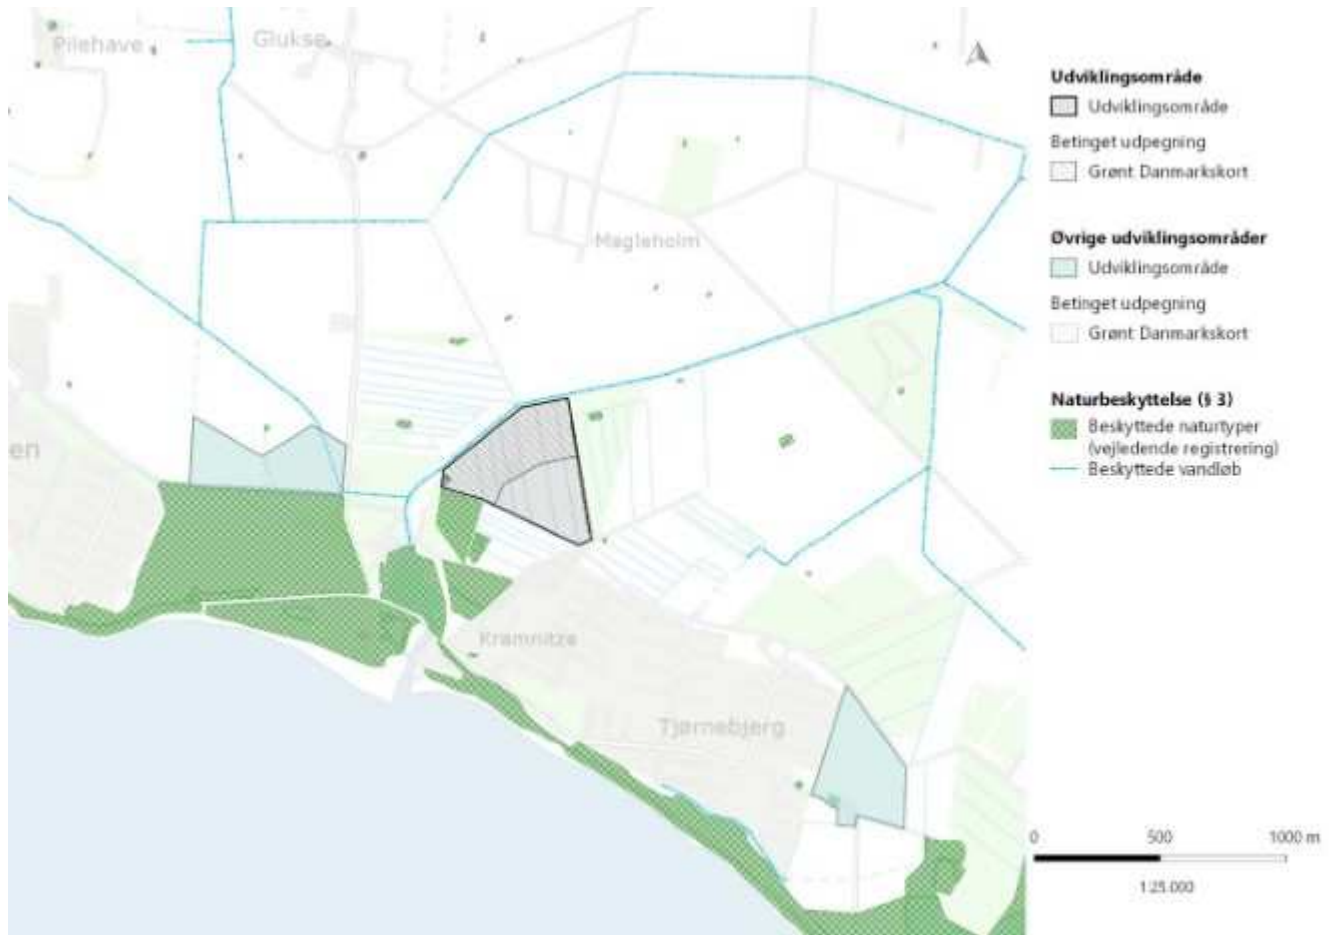 Pilehave
Glukse
Magleholm
en
Kramnitze
Tjørnebjerg
Udviklingsområde
Udviklingsområde
Betinget udpegning
Grønt Danmarkskort
Øvrige udviklingsområder
Udviklingsområde
Betinget udpegning
Grønt Danmarkskort
Naturbeskyttelse (§ 3)
Beskyttede naturtyper
(vejledende registrering)
Beskyttede vandløb
0 500 1000 m
1:25.000